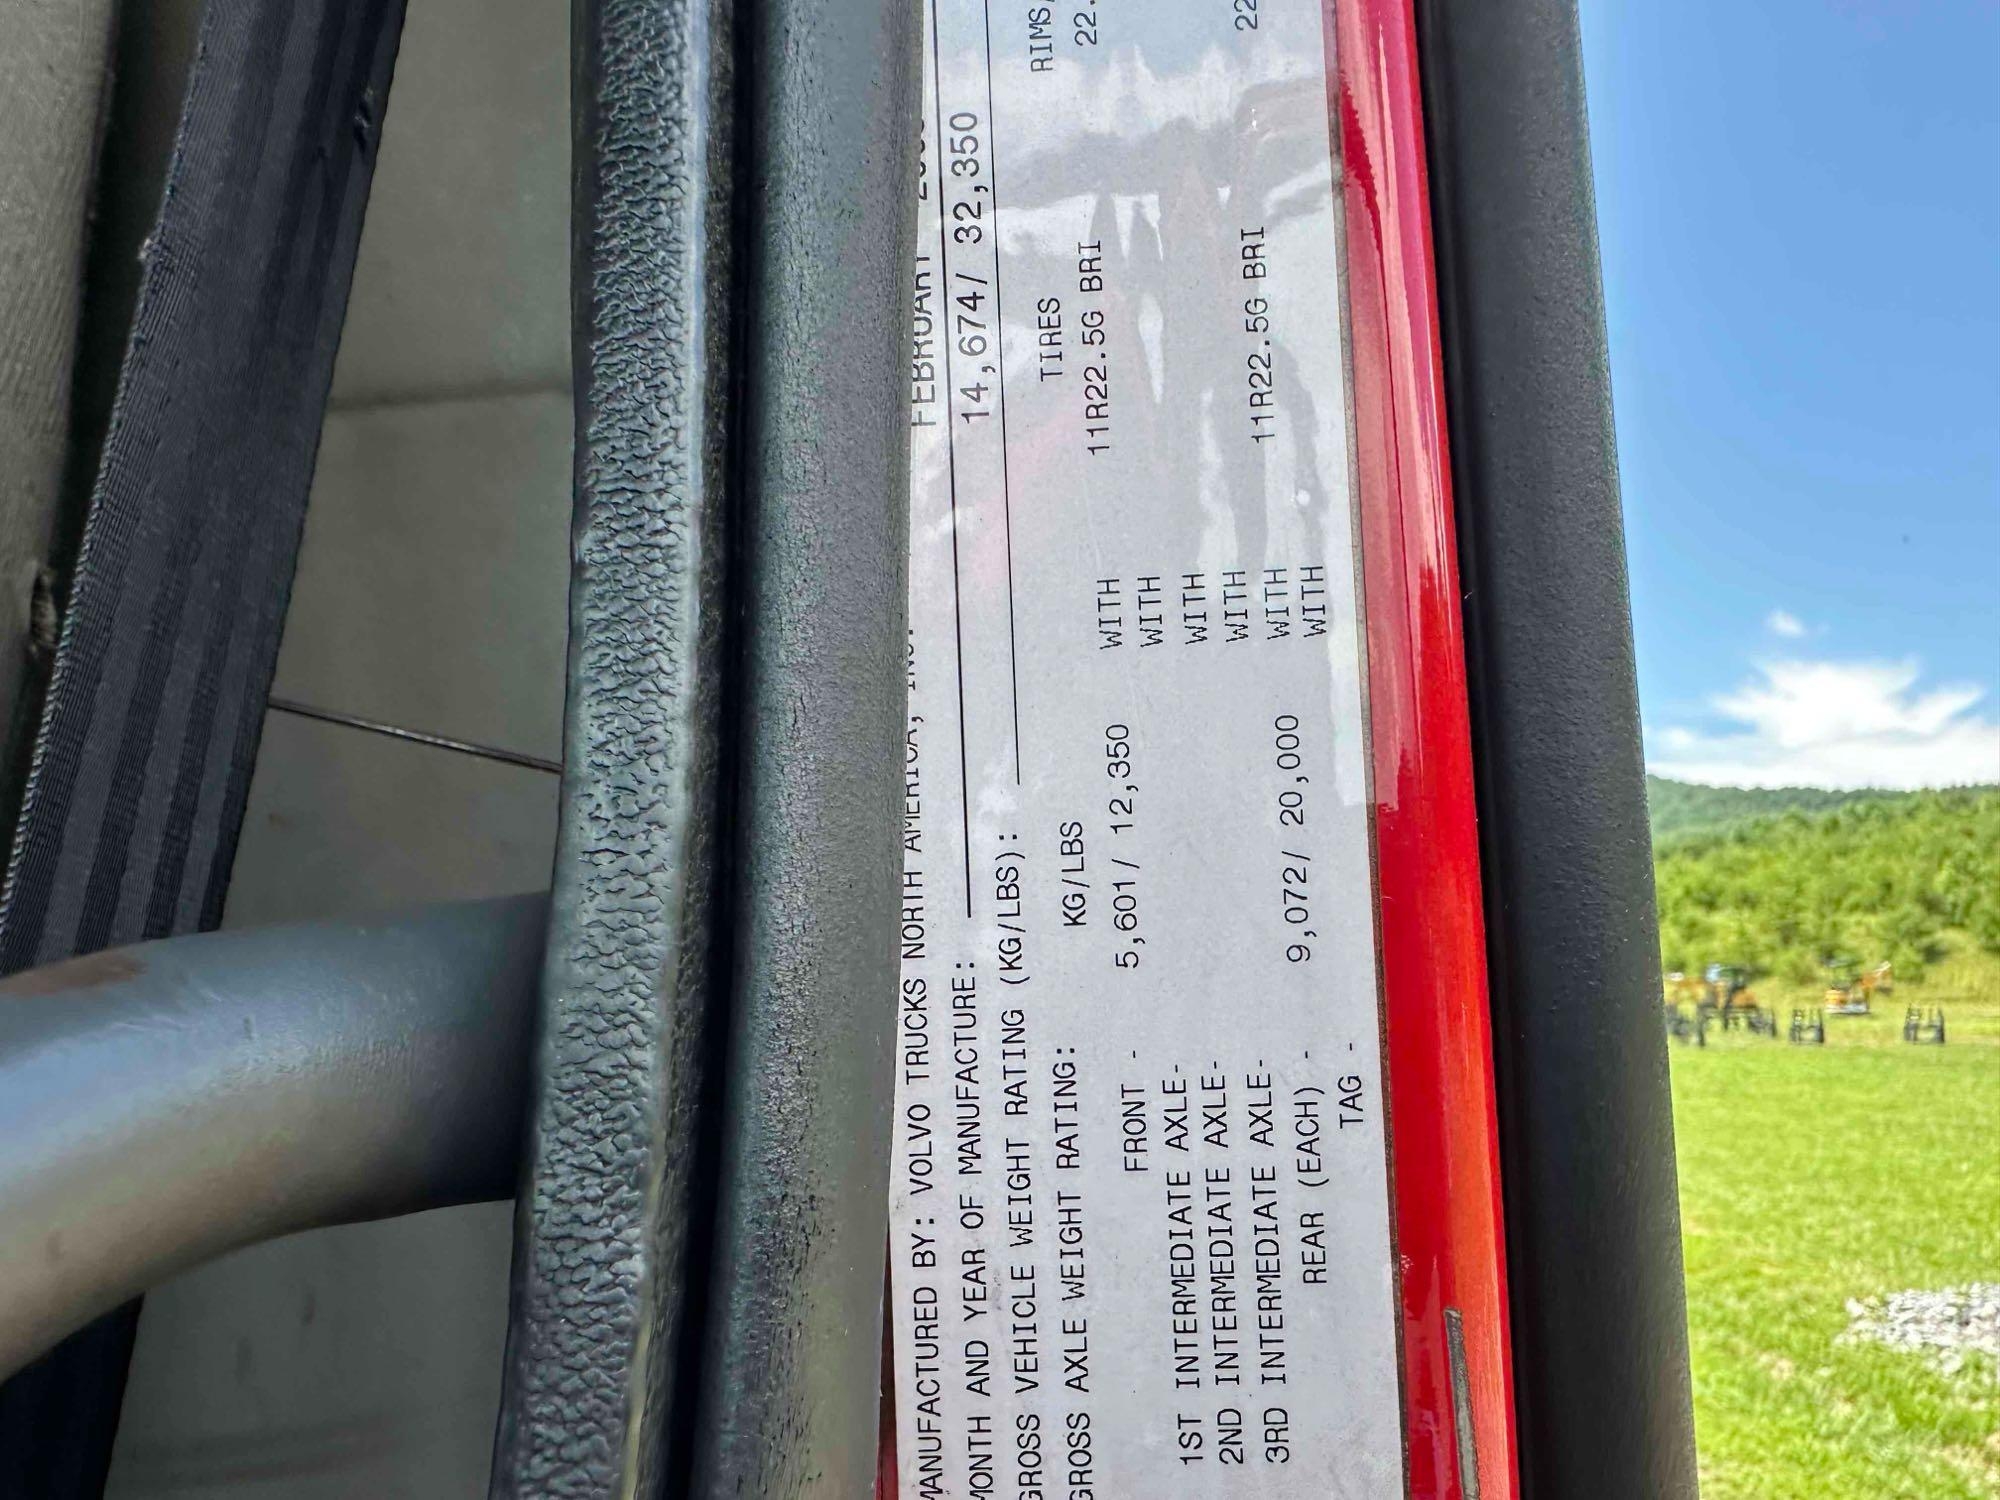 MANUFACTURED BY: VOLVO TRUCKS NORTH AMERICA, INC.
MONTH AND YEAR OF MANUFACTURE: FEBRUARY
GROSS VEHICLE WEIGHT RATING (KG/LBS): 14,674/ 32,350
GROSS AXLE WEIGHT RATING: KG/LBS TIRES RIMS
FRONT - 5,601/ 12,350 WITH 11R22.5G BRI 22.
1ST INTERMEDIATE AXLE- WITH
2ND INTERMEDIATE AXLE- WITH
3RD INTERMEDIATE AXLE- WITH
REAR (EACH) - 9,072/ 20,000 WITH 11R22.5G BRI 22
TAG - WITH